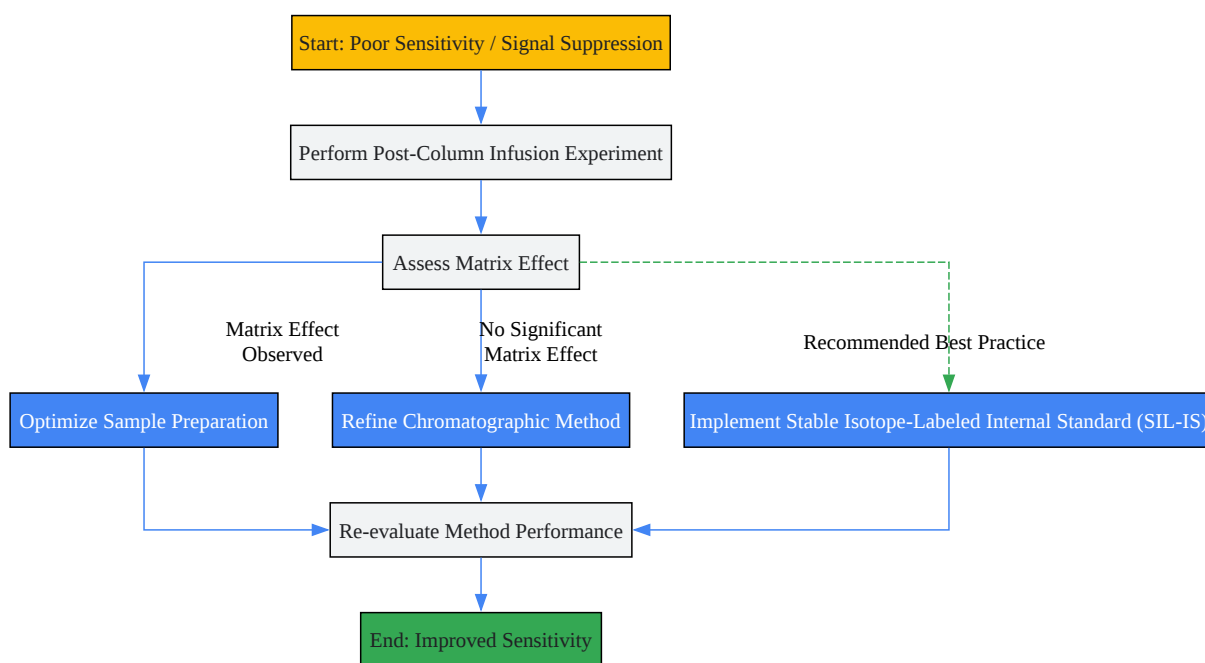 Start: Poor Sensitivity / Signal Suppression
Perform Post-Column Infusion Experiment
Assess Matrix Effect
Matrix Effect
Observed
No Significant
Matrix Effect
Recommended Best Practice
Optimize Sample Preparation
Refine Chromatographic Method
Implement Stable Isotope-Labeled Internal Standard (SIL-IS)
Re-evaluate Method Performance
End: Improved Sensitivity